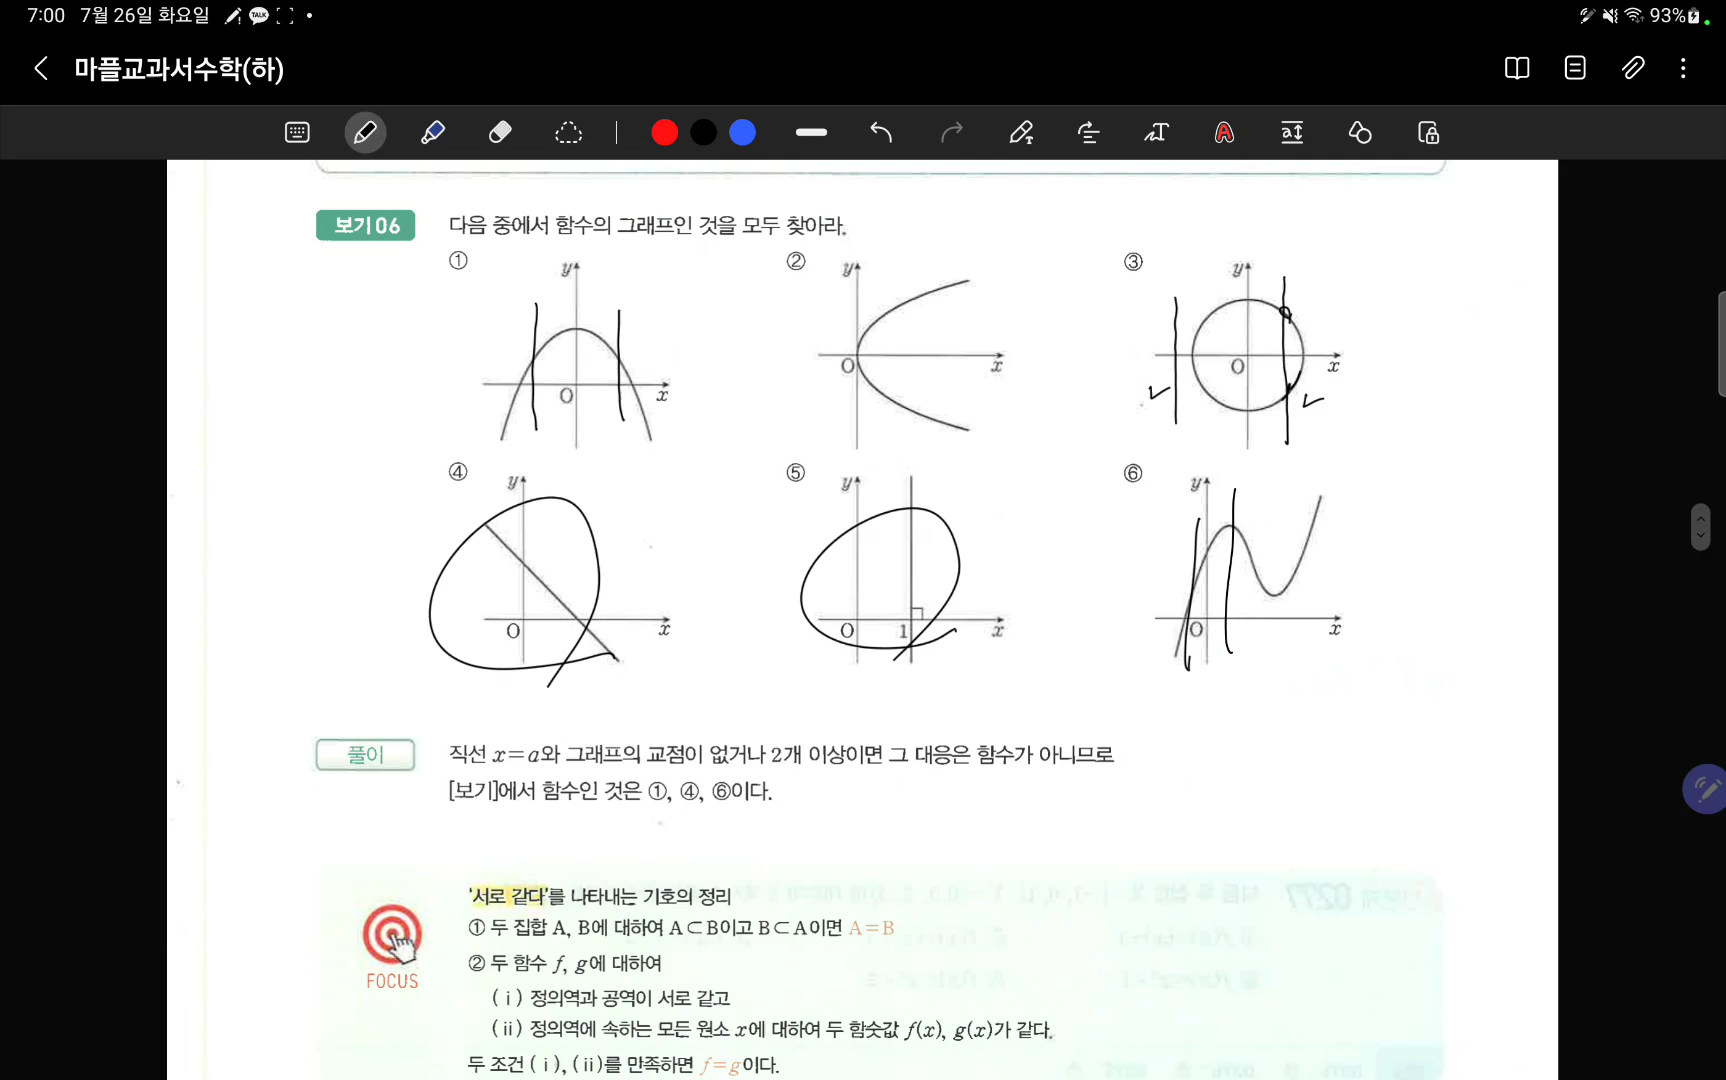 7:00 7월 26일 화요일 TALK 93%
마플교과서수학(하)
보기 06 다음 중에서 함수의 그래프인 것을 모두 찾아라.
① ② ③
y y y
O x O x O x
④ ⑤ ⑥
y y y
O x O 1 x O x
풀이 직선 x=a와 그래프의 교점이 없거나 2개 이상이면 그 대응은 함수가 아니므로
[보기]에서 함수인 것은 ①, ④, ⑥이다.
'서로 같다'를 나타내는 기호의 정리
① 두 집합 A, B에 대하여 A⊂B이고 B⊂A이면 A=B
② 두 함수 f, g에 대하여
FOCUS
(ⅰ) 정의역과 공역이 서로 같고
(ⅱ) 정의역에 속하는 모든 원소 x에 대하여 두 함숫값 f(x), g(x)가 같다.
두 조건 (ⅰ), (ⅱ)를 만족하면 f=g이다.